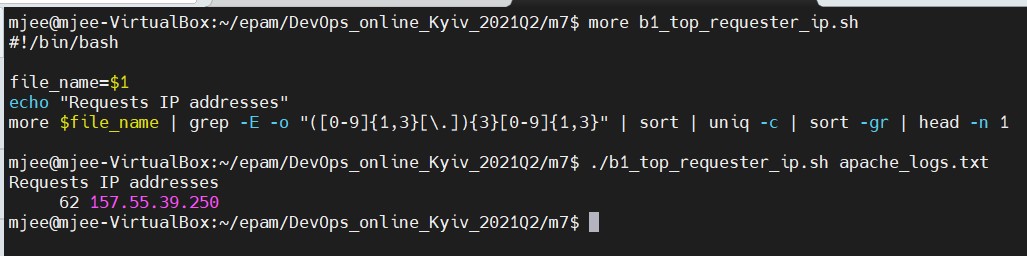 mjee@mjee-VirtualBox:~/epam/DevOps_online_Kyiv_2021Q2/m7$ more b1_top_requester_ip.sh
#!/bin/bash
file_name=$1
echo "Requests IP addresses"
more $file_name | grep -E -o "([0-9]{1,3}[\.]){3}[0-9]{1,3}" | sort | uniq -c | sort -gr | head -n 1
mjee@mjee-VirtualBox:~/epam/DevOps_online_Kyiv_2021Q2/m7$ ./b1_top_requester_ip.sh apache_logs.txt
Requests IP addresses
62 157.55.39.250
mjee@mjee-VirtualBox:~/epam/DevOps_online_Kyiv_2021Q2/m7$